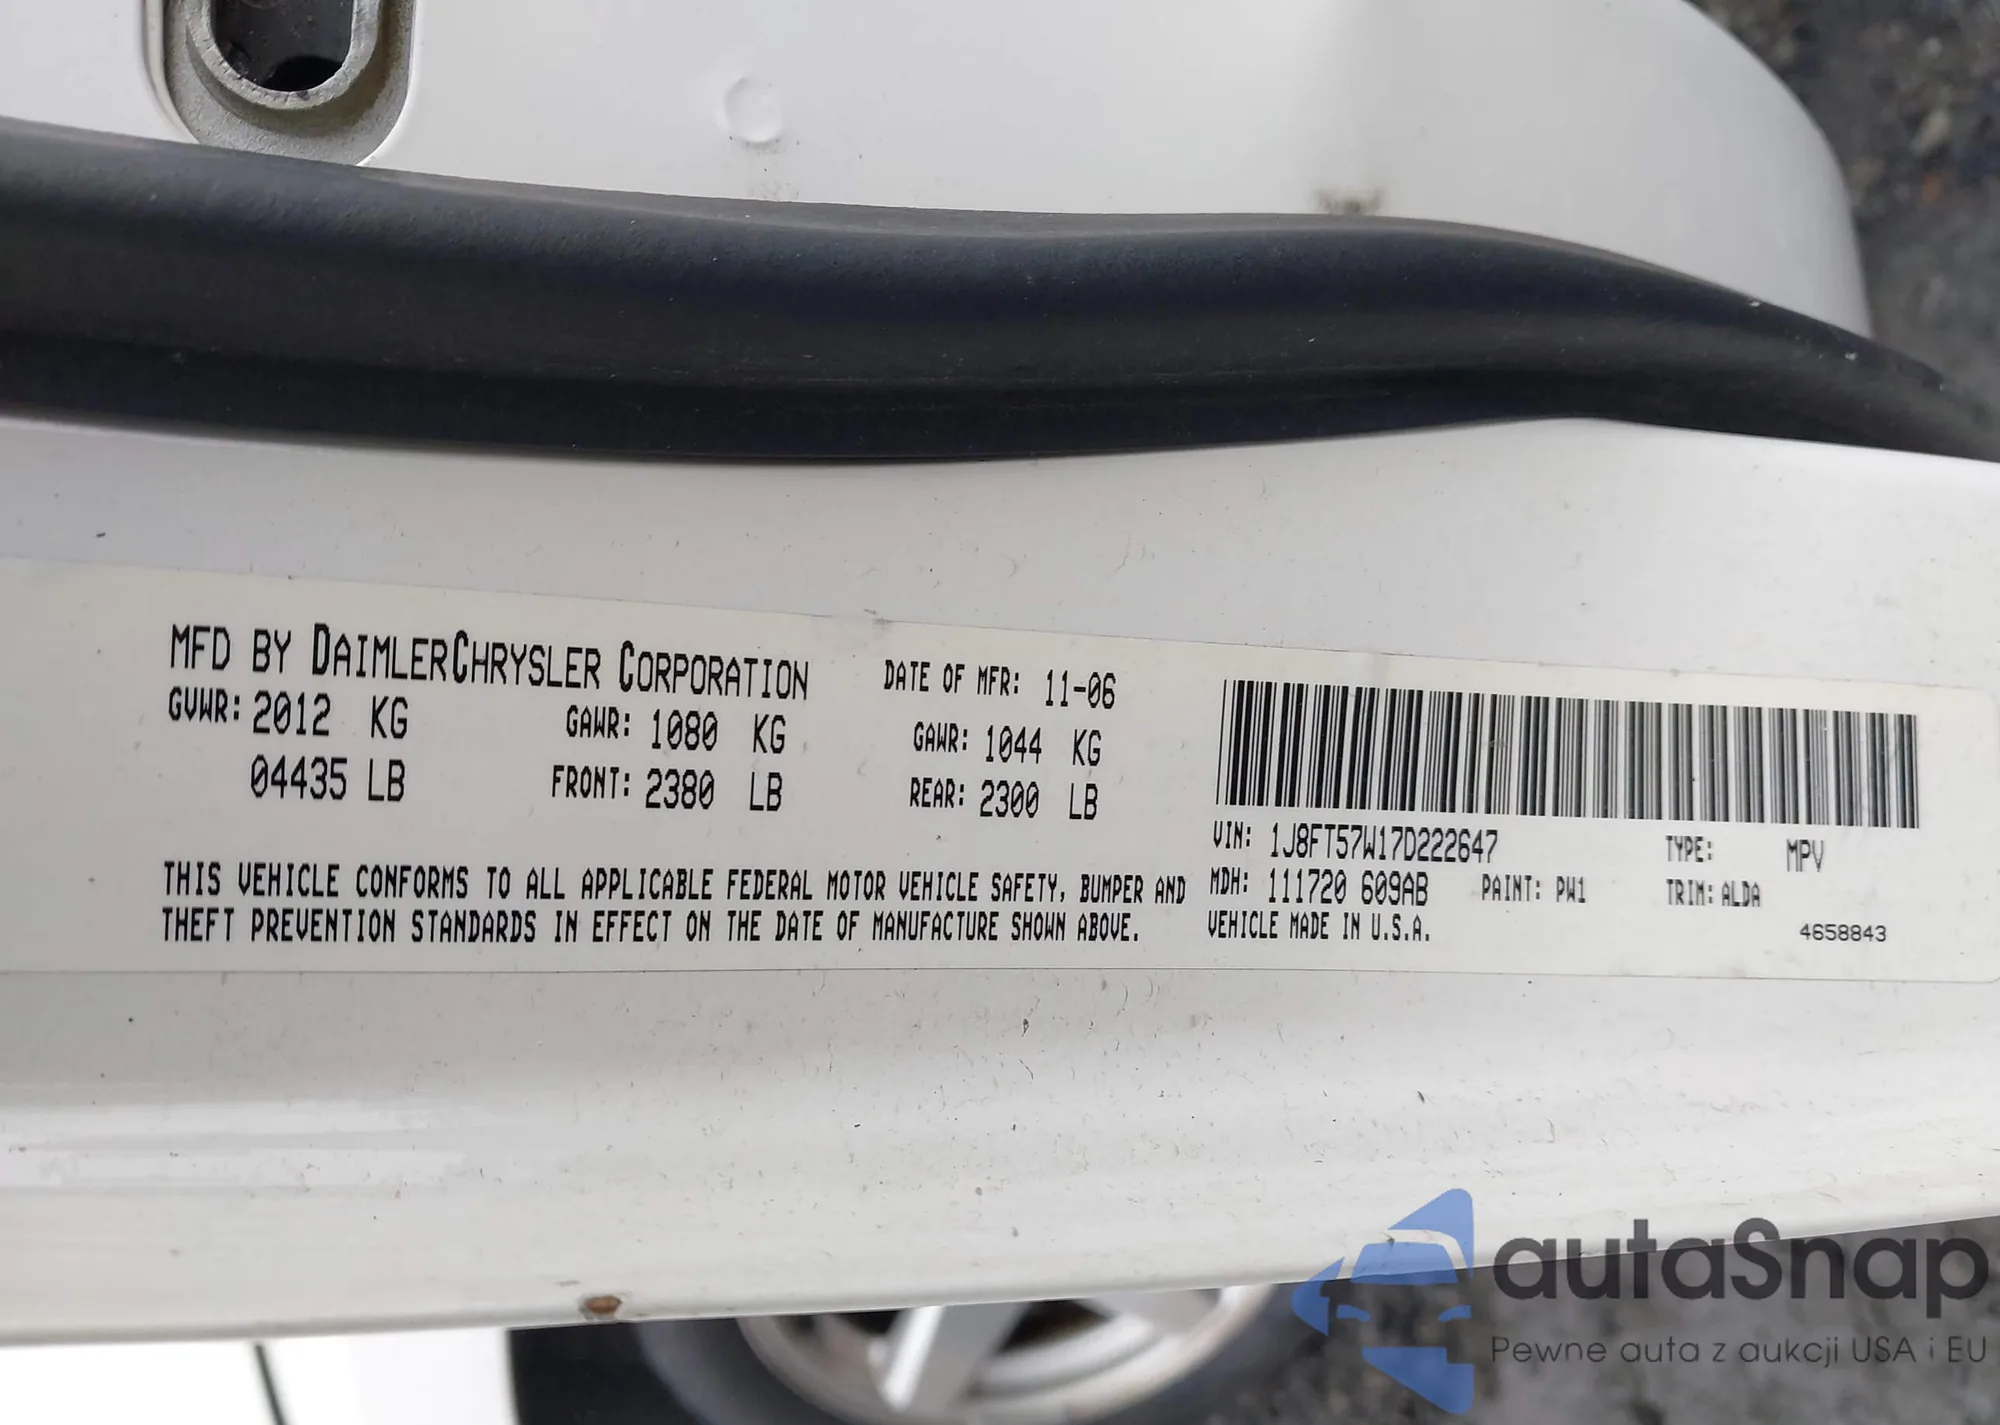 MFD BY DAIMLERCHRYSLER CORPORATION DATE OF MFR: 11-06
GVWR: 2012 KG GAWR: 1080 KG GAWR: 1044 KG
04435 LB FRONT: 2380 LB REAR: 2300 LB
THIS VEHICLE CONFORMS TO ALL APPLICABLE FEDERAL MOTOR VEHICLE SAFETY, BUMPER AND
THEFT PREVENTION STANDARDS IN EFFECT ON THE DATE OF MANUFACTURE SHOWN ABOVE.
VIN: 1J8FT57W17D222647 TYPE: MPV
MDH: 111720 609AB PAINT: PW1 TRIM: ALDA
VEHICLE MADE IN U.S.A. 4658843
autaSnap
Pewne auta z aukcji USA i EU